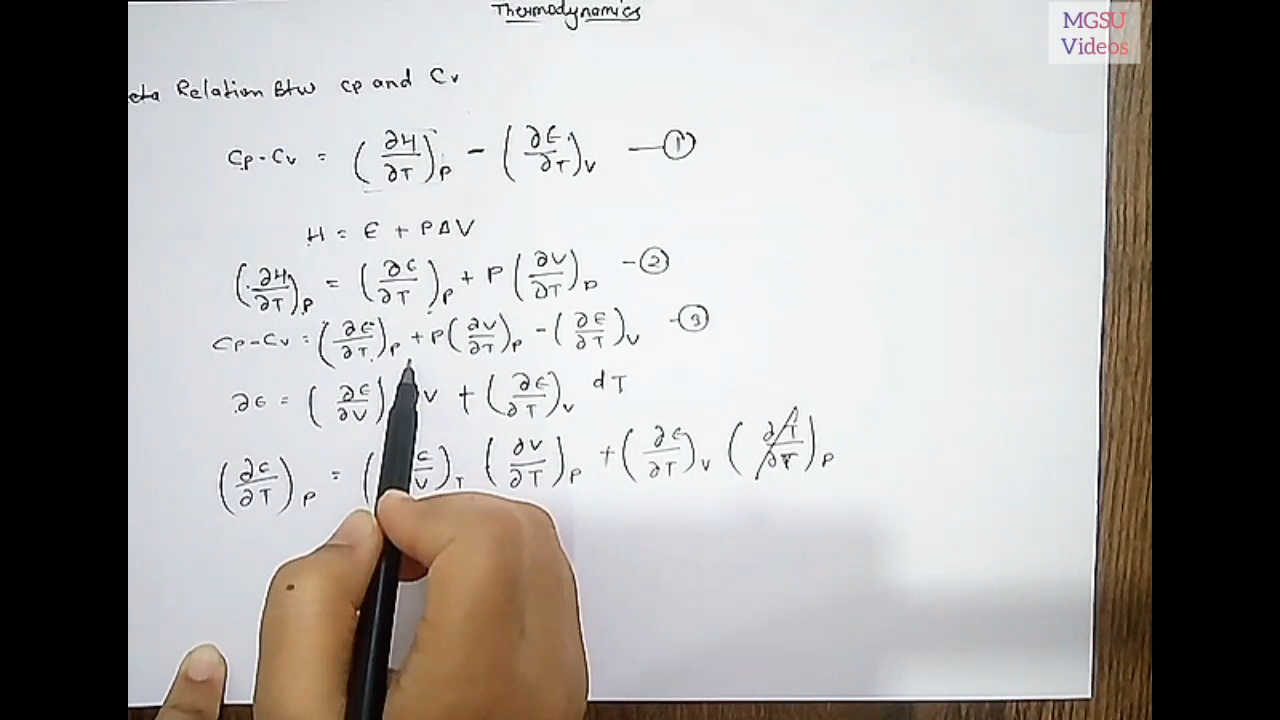 Thermodynamics
MGSU
Videos
Relation Btw Cp and Cv
Cp - Cv = (∂H/∂T)P - (∂E/∂T)V —①
H = E + PΔV
(∂H/∂T)P = (∂E/∂T)P + P(∂V/∂T)P -②
Cp - Cv = (∂E/∂T)P + P(∂V/∂T)P - (∂E/∂T)V -③
∂E = (∂E/∂V) V + (∂E/∂T)V dT
(∂E/∂T)P = ( )T (∂V/∂T)P + (∂E/∂T)V (∂T/∂T)P